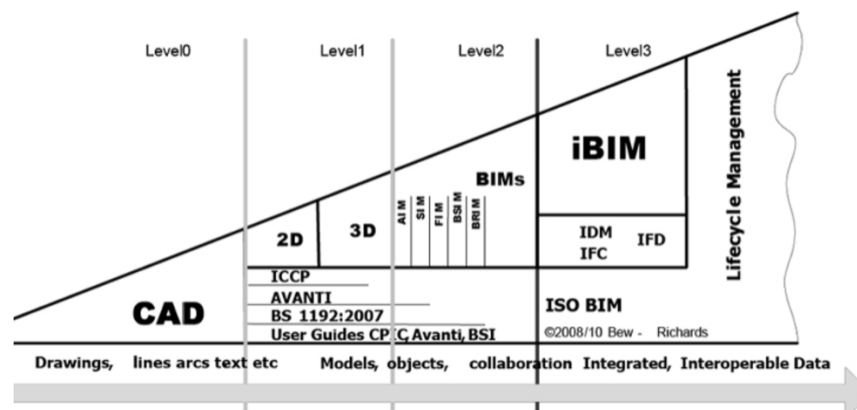 Level0 Level1 Level2 Level3
Lifecycle Management
iBIM
BIMs
AIM
SIM
FIM
BSIM
BRIM
2D
3D
IDM
IFD
IFC
ICCP
CAD
AVANTI
ISO BIM
BS 1192:2007
User Guides CPIC, Avanti, BSI
©2008/10 Bew - Richards
Drawings, lines arcs text etc Models, objects, collaboration Integrated, Interoperable Data